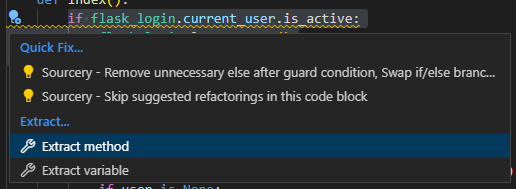 def index():
if flask_login.current_user.is_active:
Quick Fix...
Sourcery - Remove unnecessary else after guard condition, Swap if/else branc...
Sourcery - Skip suggested refactorings in this code block
Extract...
Extract method
Extract variable
if user is None: